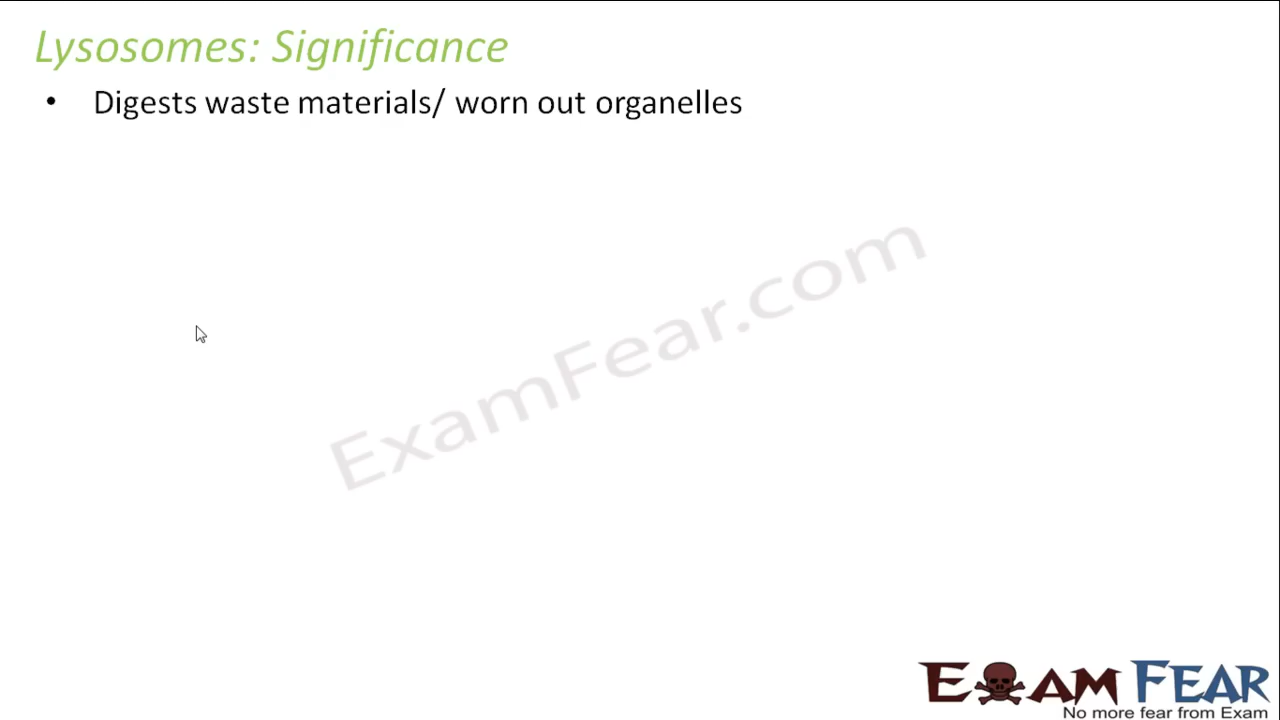 Lysosomes: Significance
• Digests waste materials/ worn out organelles
ExamFear.com
EXAM FEAR
No more fear from Exam